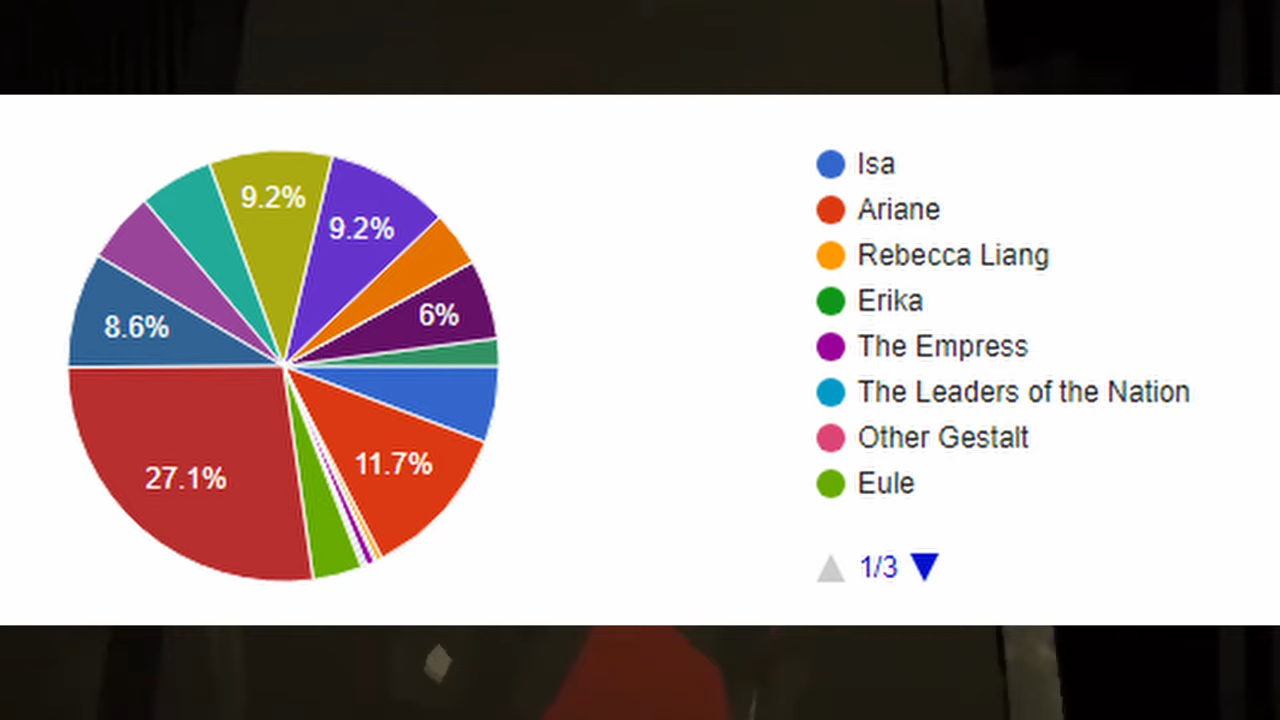 9.2%
9.2%
6%
8.6%
11.7%
27.1%
Isa
Ariane
Rebecca Liang
Erika
The Empress
The Leaders of the Nation
Other Gestalt
Eule
1/3